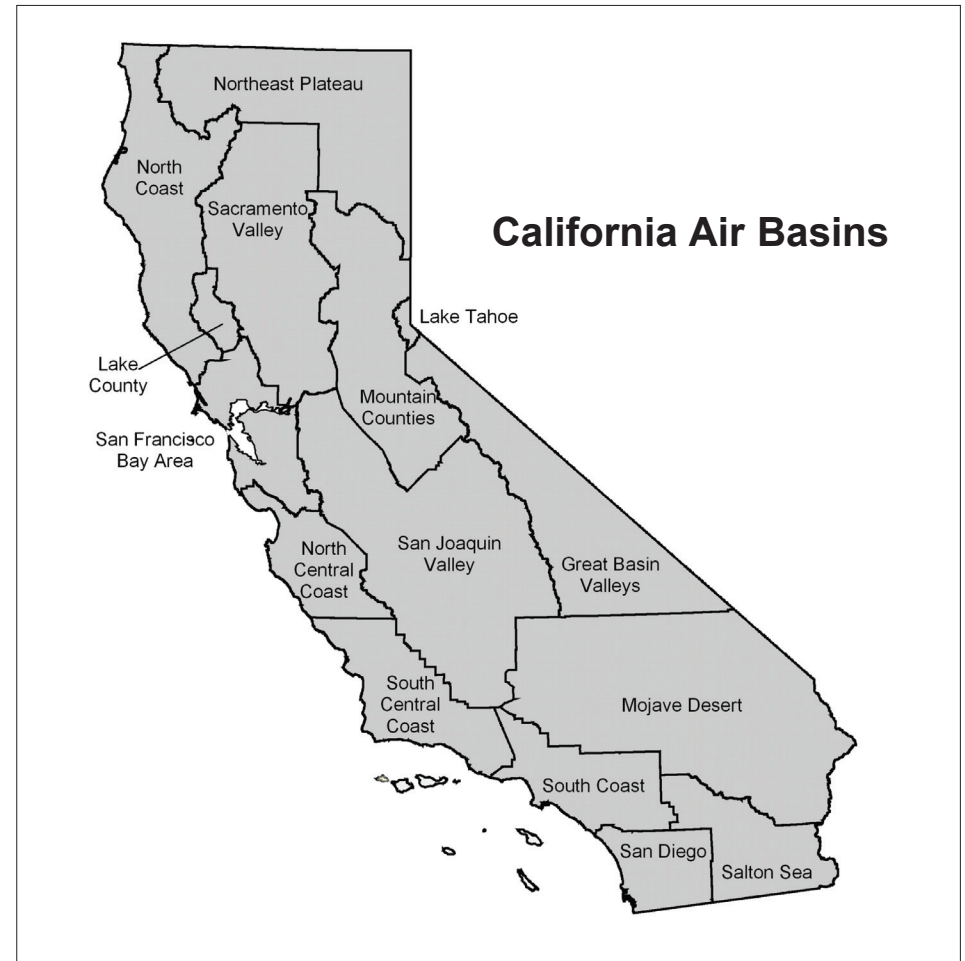 Northeast Plateau
North
Coast
Sacramento
Valley
California Air Basins
Lake Tahoe
Lake
County
Mountain
Counties
San Francisco
Bay Area
North
Central
Coast
San Joaquin
Valley
Great Basin
Valleys
South
Central
Coast
Mojave Desert
South Coast
San Diego
Salton Sea